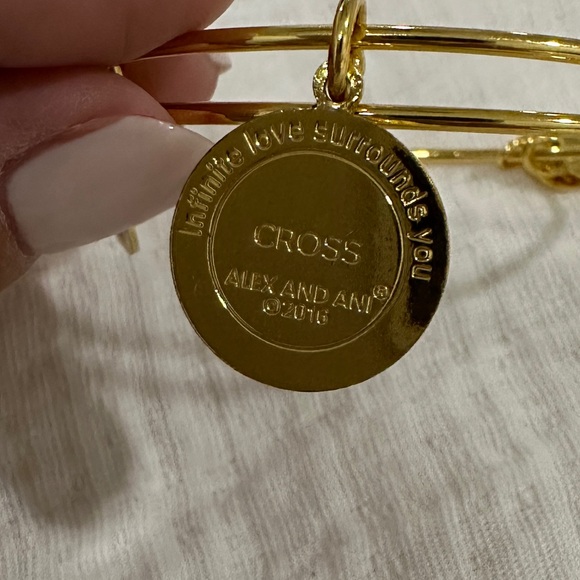 infinite love surrounds you
CROSS
ALEX AND ANI®
©2016